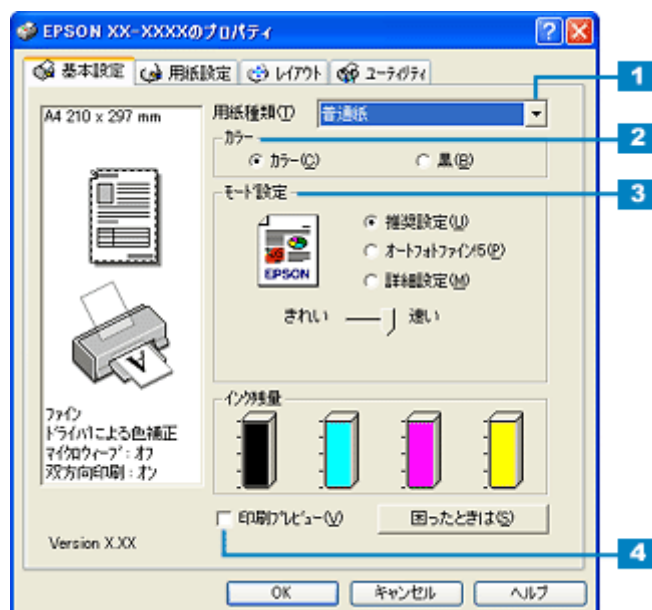 EPSON XX-XXXXのプロパティ
基本設定 用紙設定 レイアウト ユーティリティ
1
A4 210 x 297 mm
用紙種類(T) 普通紙
カラー
2
カラー(C) 黒(B)
モード設定
3
推奨設定(U)
オートフォトファイン!5(P)
詳細設定(M)
EPSON
きれい 速い
A
インク残量
ファイン
ドライバによる色補正
マイクロウィーブ:オフ
双方向印刷:オン
印刷プレビュー(V) 困ったときは(S)
Version X.XX
4
OK キャンセル ヘルプ